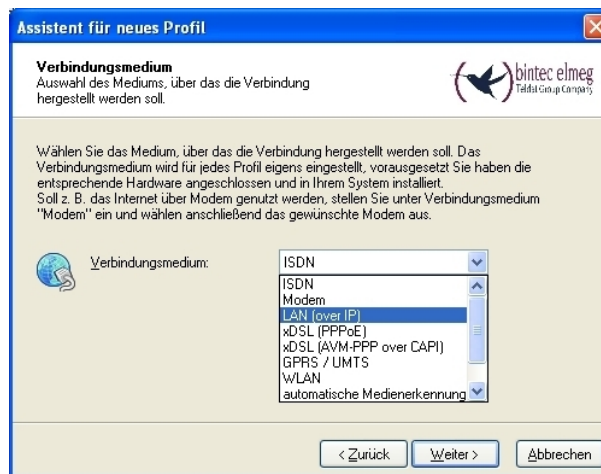 Assistent für neues Profil
Verbindungsmedium
Auswahl des Mediums, über das die Verbindung
hergestellt werden soll.
bintec elmeg
Teldat Group Company
Wählen Sie das Medium, über das die Verbindung hergestellt werden soll. Das
Verbindungsmedium wird für jedes Profil eigens eingestellt, vorausgesetzt Sie haben die
entsprechende Hardware angeschlossen und in Ihrem System installiert.
Soll z. B. das Internet über Modem genutzt werden, stellen Sie unter Verbindungsmedium
"Modem" ein und wählen anschließend das gewünschte Modem aus.
Verbindungsmedium:
ISDN
ISDN
Modem
LAN (over IP)
xDSL (PPPoE)
xDSL (AVM-PPP over CAPI)
GPRS / UMTS
WLAN
automatische Medienerkennung
< Zurück
Weiter >
Abbrechen